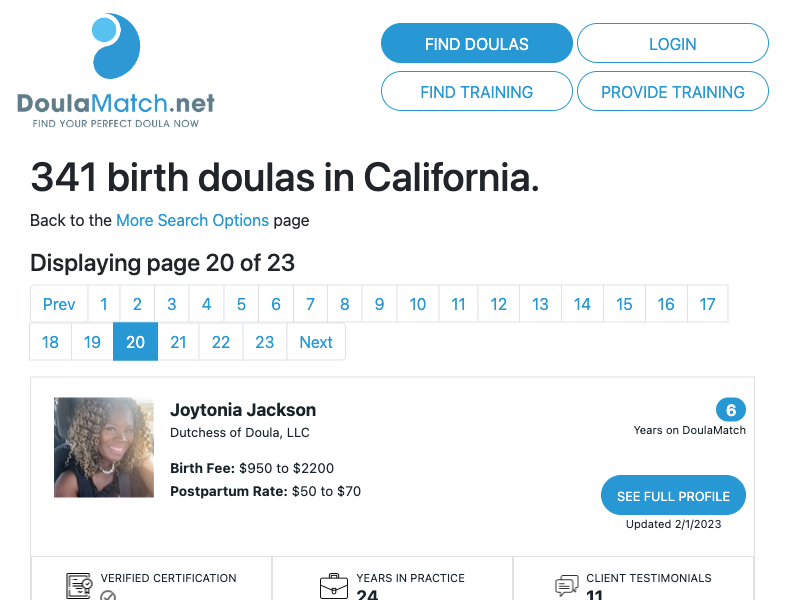 DoulaMatch.net
FIND YOUR PERFECT DOULA NOW
FIND DOULAS
LOGIN
FIND TRAINING
PROVIDE TRAINING
341 birth doulas in California.
Back to the More Search Options page
Displaying page 20 of 23
Prev 1 2 3 4 5 6 7 8 9 10 11 12 13 14 15 16 17
18 19 20 21 22 23 Next
Joytonia Jackson
Dutchess of Doula, LLC
Birth Fee: $950 to $2200
Postpartum Rate: $50 to $70
6
Years on DoulaMatch
SEE FULL PROFILE
Updated 2/1/2023
VERIFIED CERTIFICATION
YEARS IN PRACTICE
24
CLIENT TESTIMONIALS
11